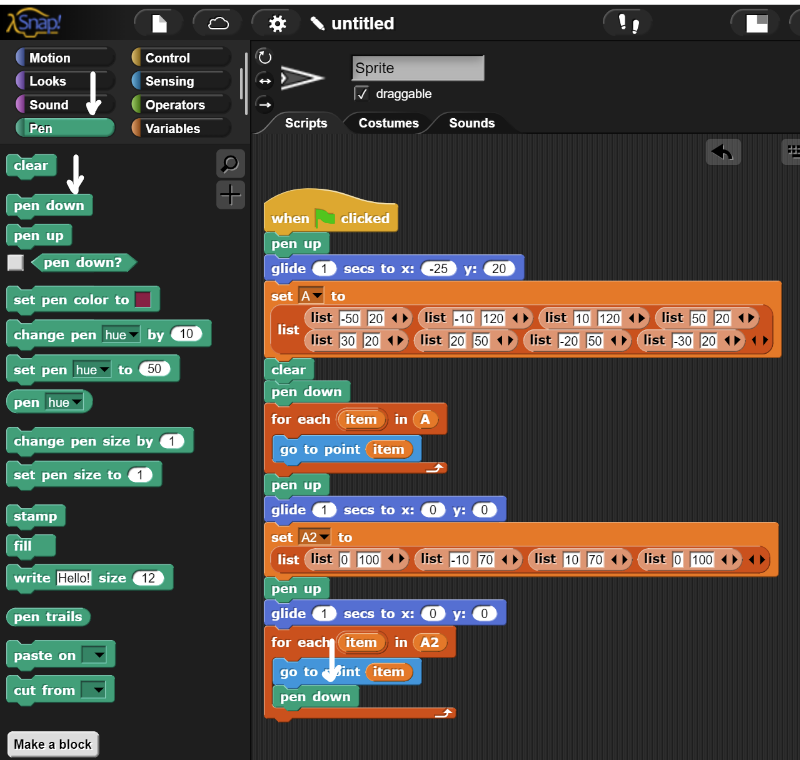 Snap!
untitled
Motion
Control
Looks
Sensing
Sound
Operators
Pen
Variables
Sprite
draggable
Scripts
Costumes
Sounds
clear
pen down
pen up
pen down?
set pen color to
change pen hue by 10
set pen hue to 50
pen hue
change pen size by 1
set pen size to 1
stamp
fill
write Hello! size 12
pen trails
paste on
cut from
Make a block
when clicked
pen up
glide 1 secs to x: -25 y: 20
set A to
list list -50 20 list -10 120 list 10 120 list 50 20
list 30 20 list 20 50 list -20 50 list -30 20
clear
pen down
for each item in A
go to point item
pen up
glide 1 secs to x: 0 y: 0
set A2 to
list list 0 100 list -10 70 list 10 70 list 0 100
pen up
glide 1 secs to x: 0 y: 0
for each item in A2
go to point item
pen down